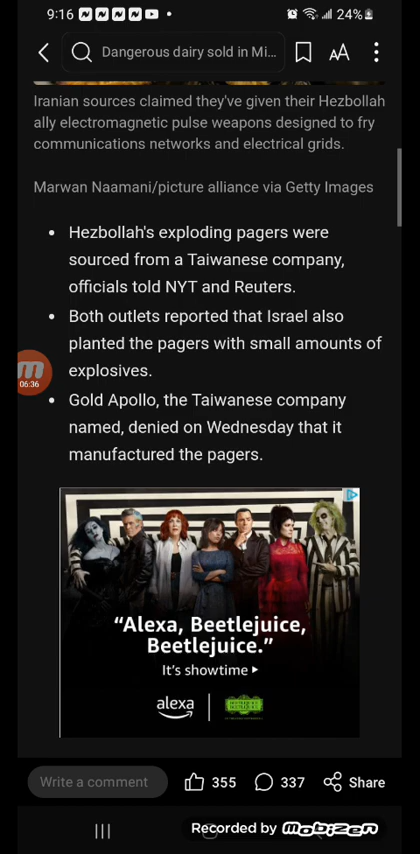 9:16 24%
Dangerous dairy sold in Mi... AA
Iranian sources claimed they've given their Hezbollah
ally electromagnetic pulse weapons designed to fry
communications networks and electrical grids.
Marwan Naamani/picture alliance via Getty Images
• Hezbollah's exploding pagers were
sourced from a Taiwanese company,
officials told NYT and Reuters.
• Both outlets reported that Israel also
planted the pagers with small amounts of
explosives.
06:36
• Gold Apollo, the Taiwanese company
named, denied on Wednesday that it
manufactured the pagers.
“Alexa, Beetlejuice,
Beetlejuice.”
It's showtime
alexa
Write a comment 355 337 Share
Recorded by mobizen